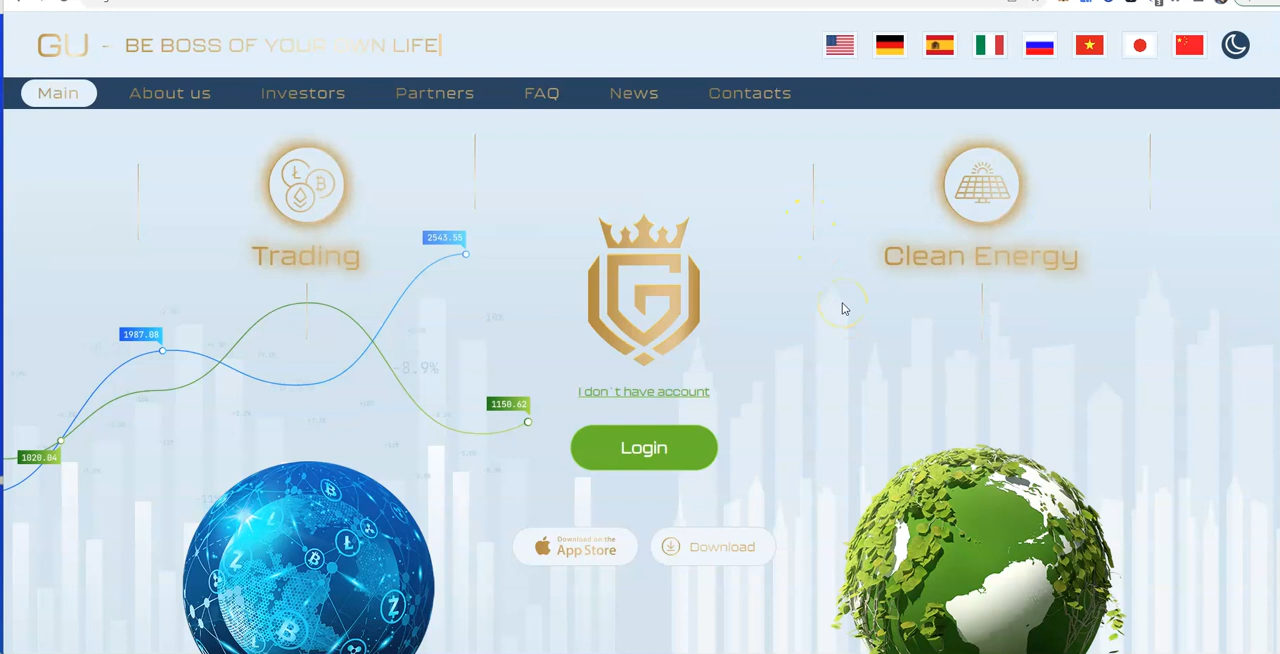 GU - BE BOSS OF YOUR OWN LIFE
Main About us Investors Partners FAQ News Contacts
Trading
Clean Energy
2543.55
1987.08
-8.9%
1150.62
1020.04
I don`t have account
Login
Download on the
App Store
Download